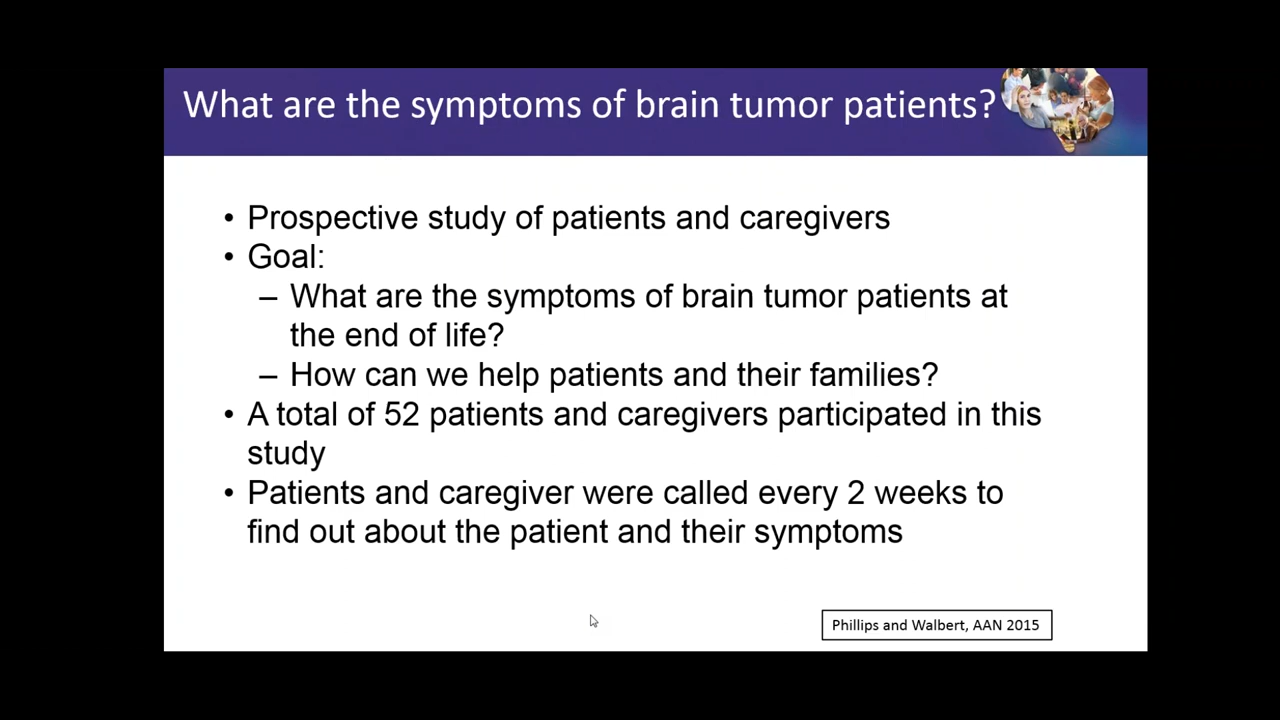 What are the symptoms of brain tumor patients?
• Prospective study of patients and caregivers
• Goal:
– What are the symptoms of brain tumor patients at
the end of life?
– How can we help patients and their families?
• A total of 52 patients and caregivers participated in this
study
• Patients and caregiver were called every 2 weeks to
find out about the patient and their symptoms
Phillips and Walbert, AAN 2015